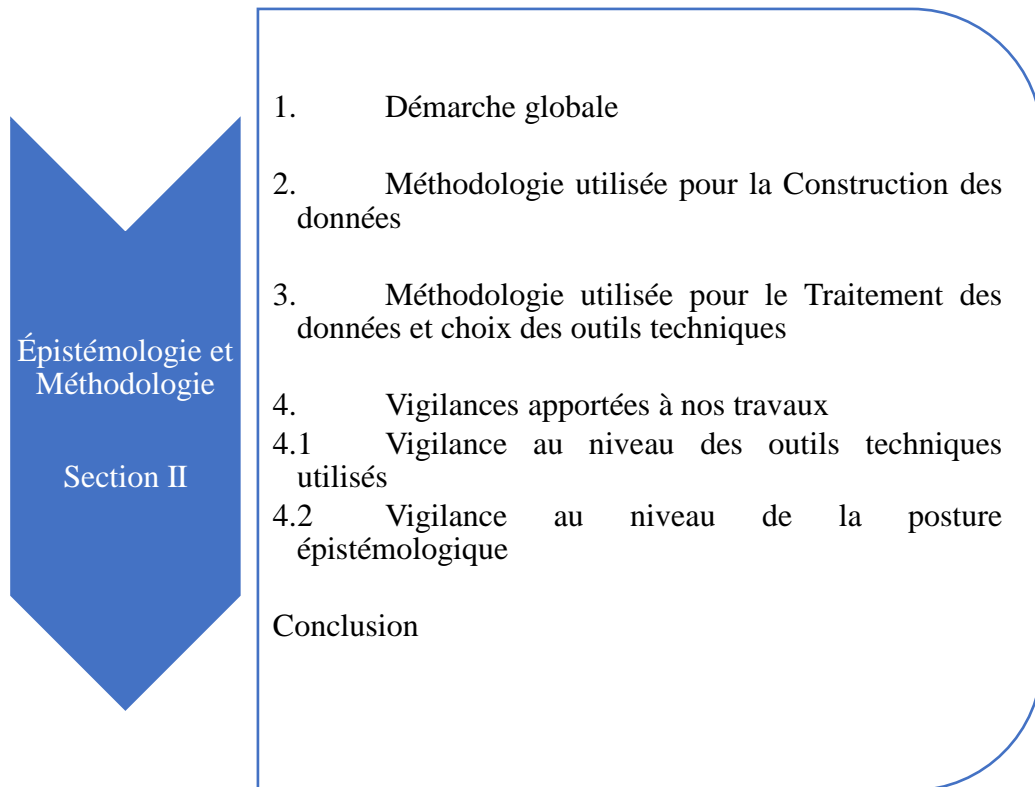 Épistémologie et
Méthodologie
Section II
1. Démarche globale
2. Méthodologie utilisée pour la Construction des
données
3. Méthodologie utilisée pour le Traitement des
données et choix des outils techniques
4. Vigilances apportées à nos travaux
4.1 Vigilance au niveau des outils techniques
utilisés
4.2 Vigilance au niveau de la posture
épistémologique
Conclusion